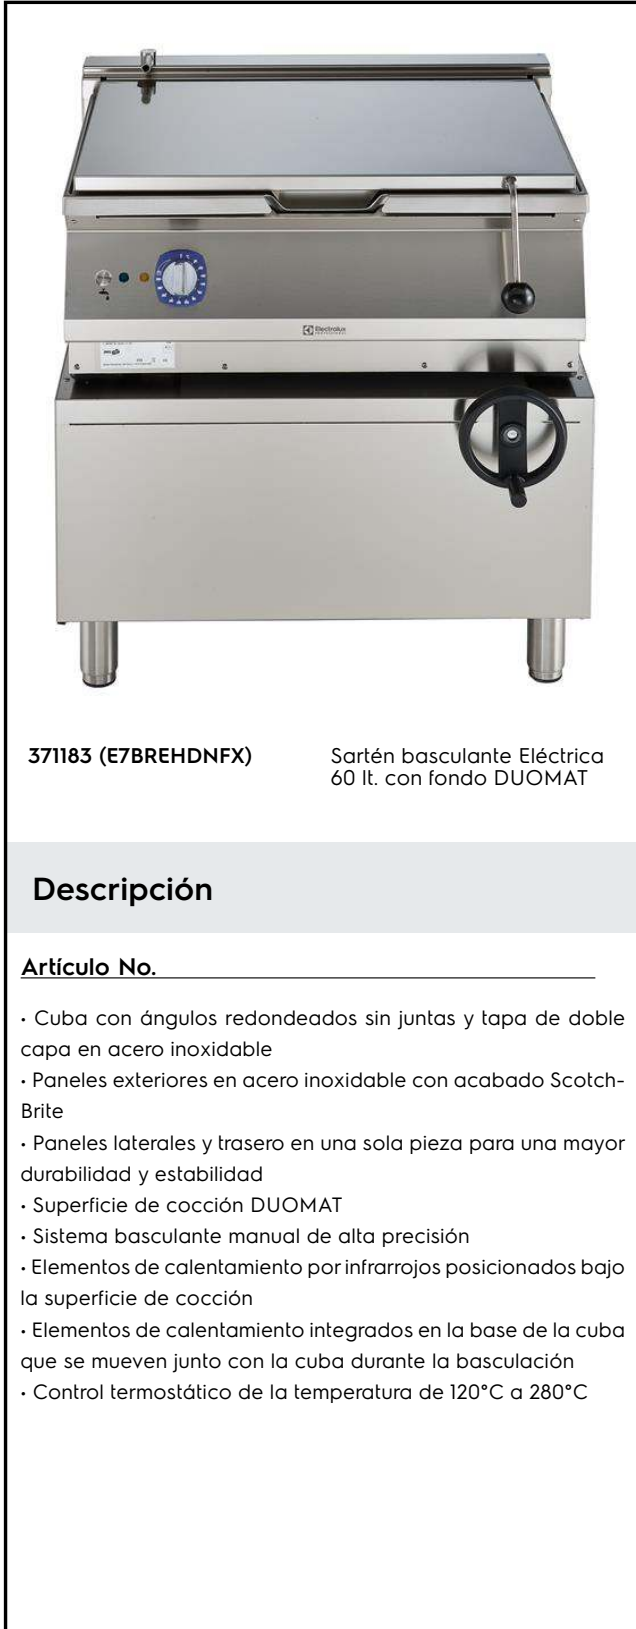 Electrolux
PROFESSIONAL
371183 (E7BREHDNFX)
Sartén basculante Eléctrica
60 lt. con fondo DUOMAT
Descripción
Artículo No.
• Cuba con ángulos redondeados sin juntas y tapa de doble
capa en acero inoxidable
• Paneles exteriores en acero inoxidable con acabado Scotch-
Brite
• Paneles laterales y trasero en una sola pieza para una mayor
durabilidad y estabilidad
• Superficie de cocción DUOMAT
• Sistema basculante manual de alta precisión
• Elementos de calentamiento por infrarrojos posicionados bajo
la superficie de cocción
• Elementos de calentamiento integrados en la base de la cuba
que se mueven junto con la cuba durante la basculación
• Control termostático de la temperatura de 120°C a 280°C